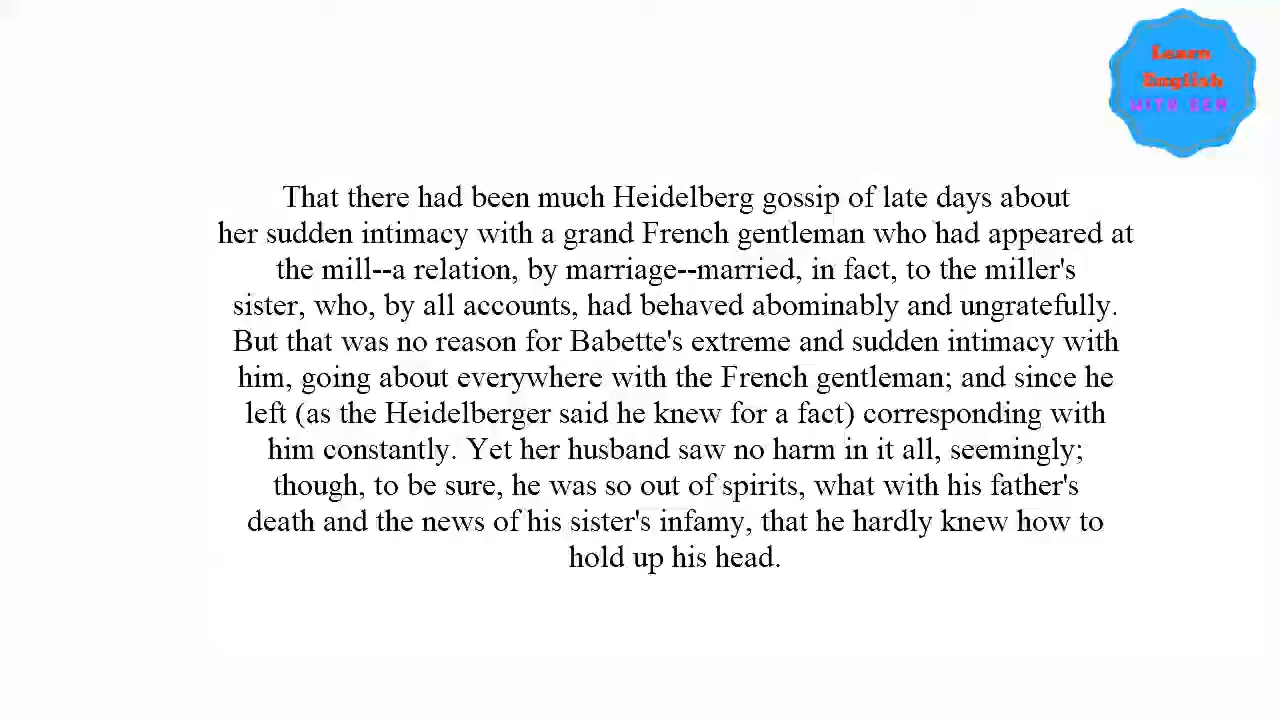 Learn
English
WITH GEM
That there had been much Heidelberg gossip of late days about
her sudden intimacy with a grand French gentleman who had appeared at
the mill--a relation, by marriage--married, in fact, to the miller's
sister, who, by all accounts, had behaved abominably and ungratefully.
But that was no reason for Babette's extreme and sudden intimacy with
him, going about everywhere with the French gentleman; and since he
left (as the Heidelberger said he knew for a fact) corresponding with
him constantly. Yet her husband saw no harm in it all, seemingly;
though, to be sure, he was so out of spirits, what with his father's
death and the news of his sister's infamy, that he hardly knew how to
hold up his head.